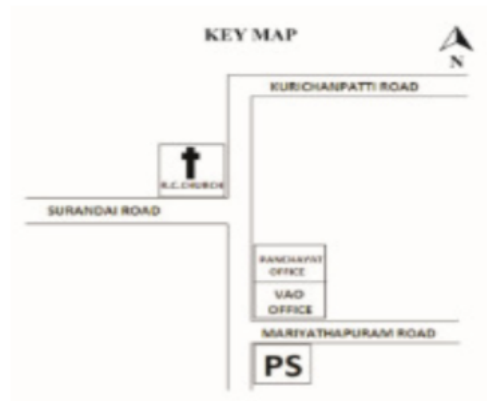 KEY MAP
N
KURICHANPATTI ROAD
R.C.CHURCH
SURANDAI ROAD
PANCHAYAT
OFFICE
VAO
OFFICE
MARIYATHAPURAM ROAD
PS